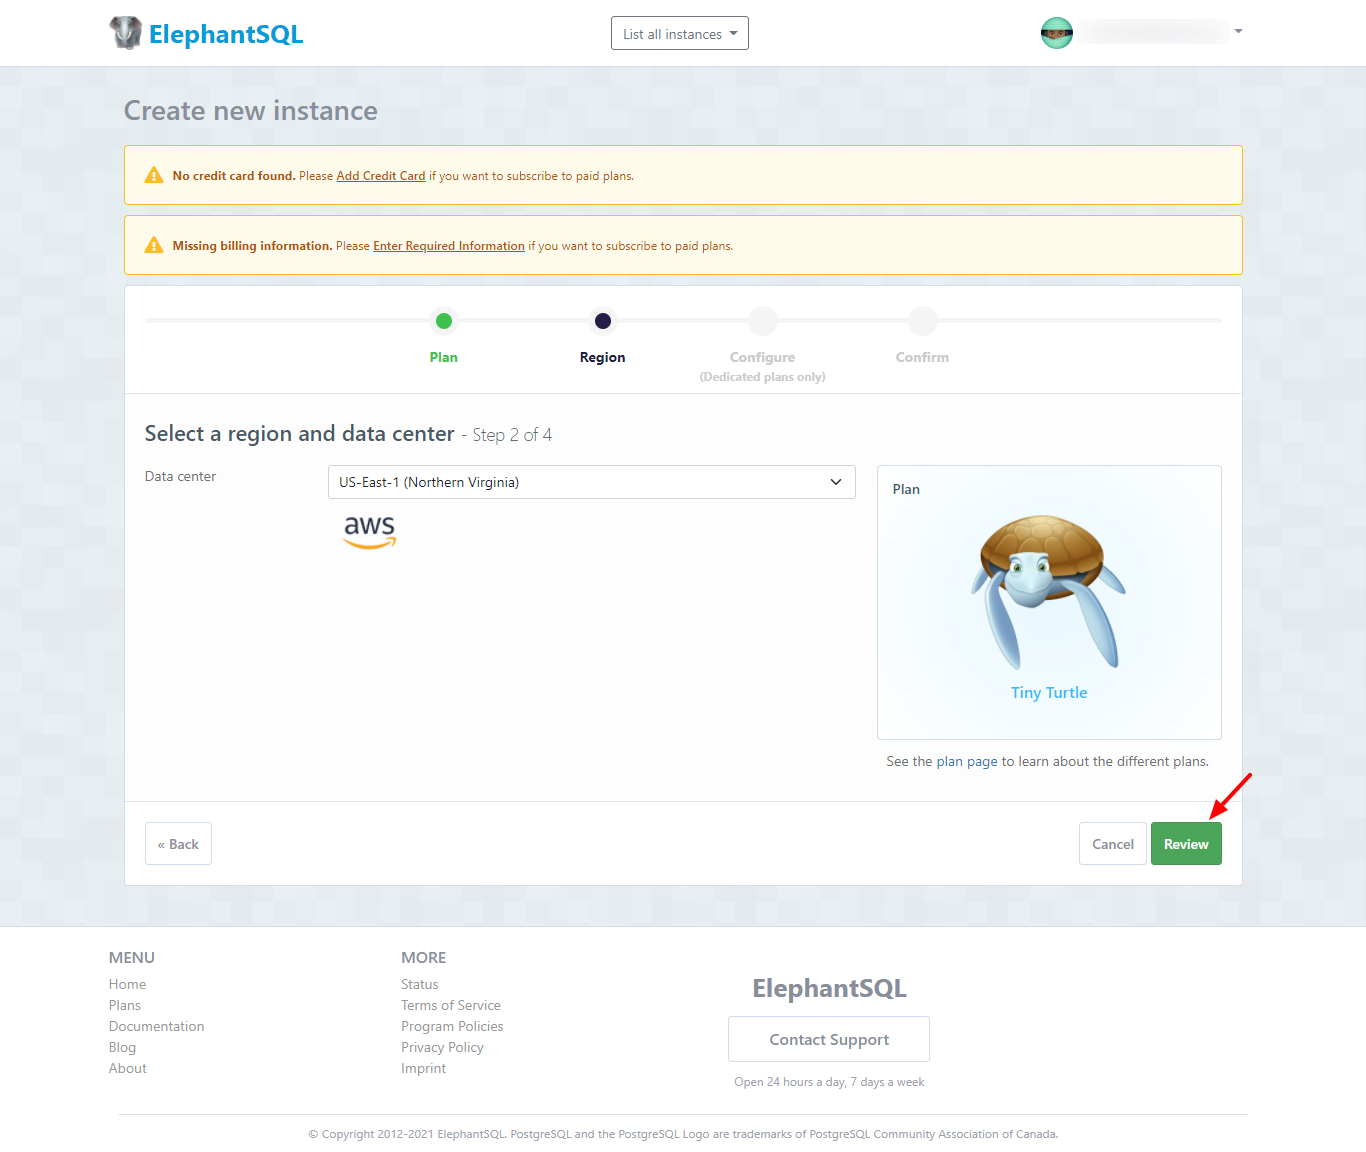 ElephantSQL
List all instances
Create new instance
No credit card found. Please Add Credit Card if you want to subscribe to paid plans.
Missing billing information. Please Enter Required Information if you want to subscribe to paid plans.
Plan
Region
Configure
(Dedicated plans only)
Confirm
Select a region and data center - Step 2 of 4
Data center
US-East-1 (Northern Virginia)
aws
Plan
Tiny Turtle
See the plan page to learn about the different plans.
« Back
Cancel
Review
MENU
Home
Plans
Documentation
Blog
About
MORE
Status
Terms of Service
Program Policies
Privacy Policy
Imprint
ElephantSQL
Contact Support
Open 24 hours a day, 7 days a week
© Copyright 2012-2021 ElephantSQL. PostgreSQL and the PostgreSQL Logo are trademarks of PostgreSQL Community Association of Canada.